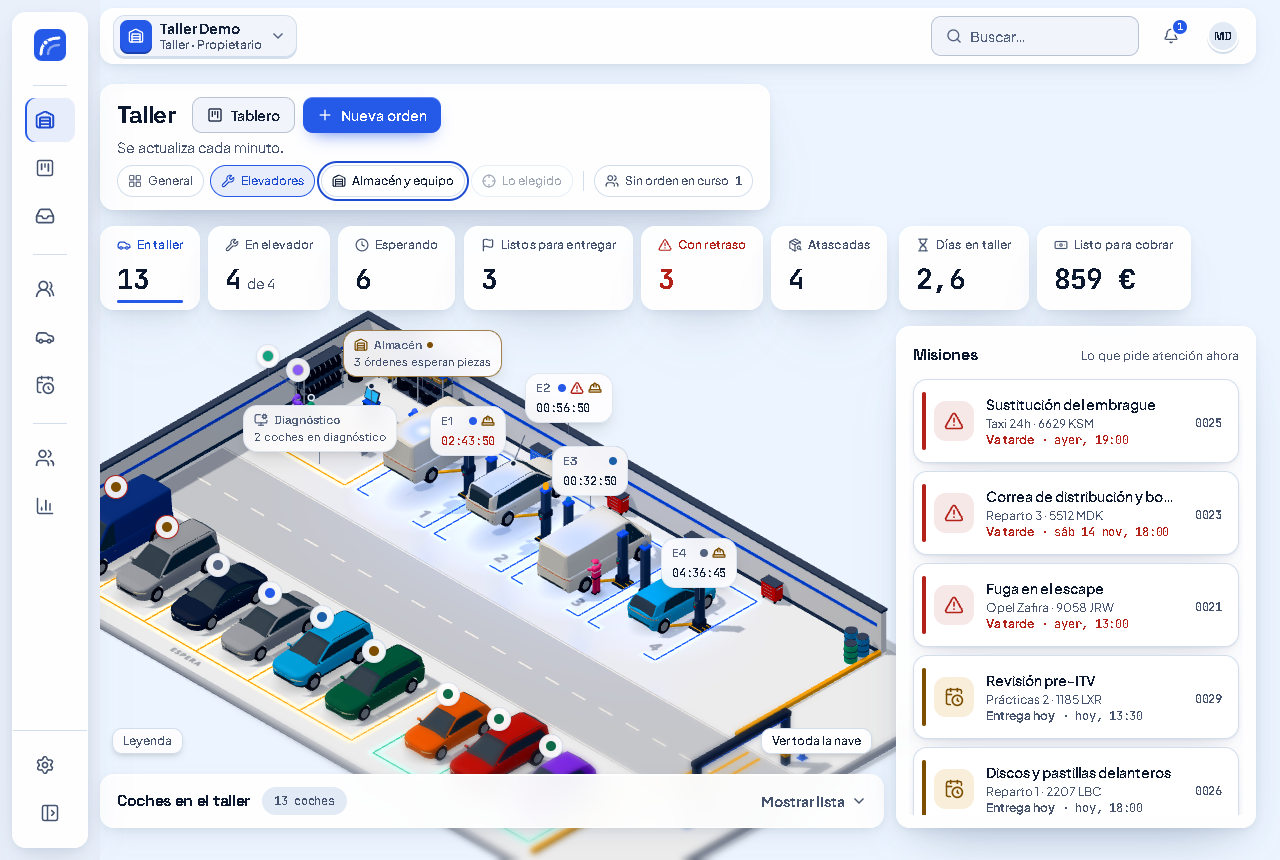 Taller Demo
Taller · Propietario
Buscar...
1
MD
Taller
Tablero
Nueva orden
Se actualiza cada minuto.
General
Elevadores
Almacén y equipo
Lo elegido
Sin orden en curso 1
En taller
13
En elevador
4 de 4
Esperando
6
Listos para entregar
3
Con retraso
3
Atascadas
4
Días en taller
2,6
Listo para cobrar
859 €
Almacén
3 órdenes esperan piezas
Diagnóstico
2 coches en diagnóstico
E1
02:43:50
E2
00:56:50
E3
00:32:50
E4
04:36:45
1
2
3
4
ESPERA
Leyenda
Ver toda la nave
Coches en el taller
13 coches
Mostrar lista
Misiones
Lo que pide atención ahora
Sustitución del embrague
Taxi 24h · 6629 KSM
Va tarde · ayer, 19:00
0025
Correa de distribución y bo...
Reparto 3 · 5512 MDK
Va tarde · sáb 14 nov, 18:00
0023
Fuga en el escape
Opel Zafira · 9058 JRW
Va tarde · ayer, 13:00
0021
Revisión pre-ITV
Prácticas 2 · 1185 LXR
Entrega hoy · hoy, 13:30
0029
Discos y pastillas delanteros
Reparto 1 · 2207 LBC
Entrega hoy · hoy, 18:00
0026